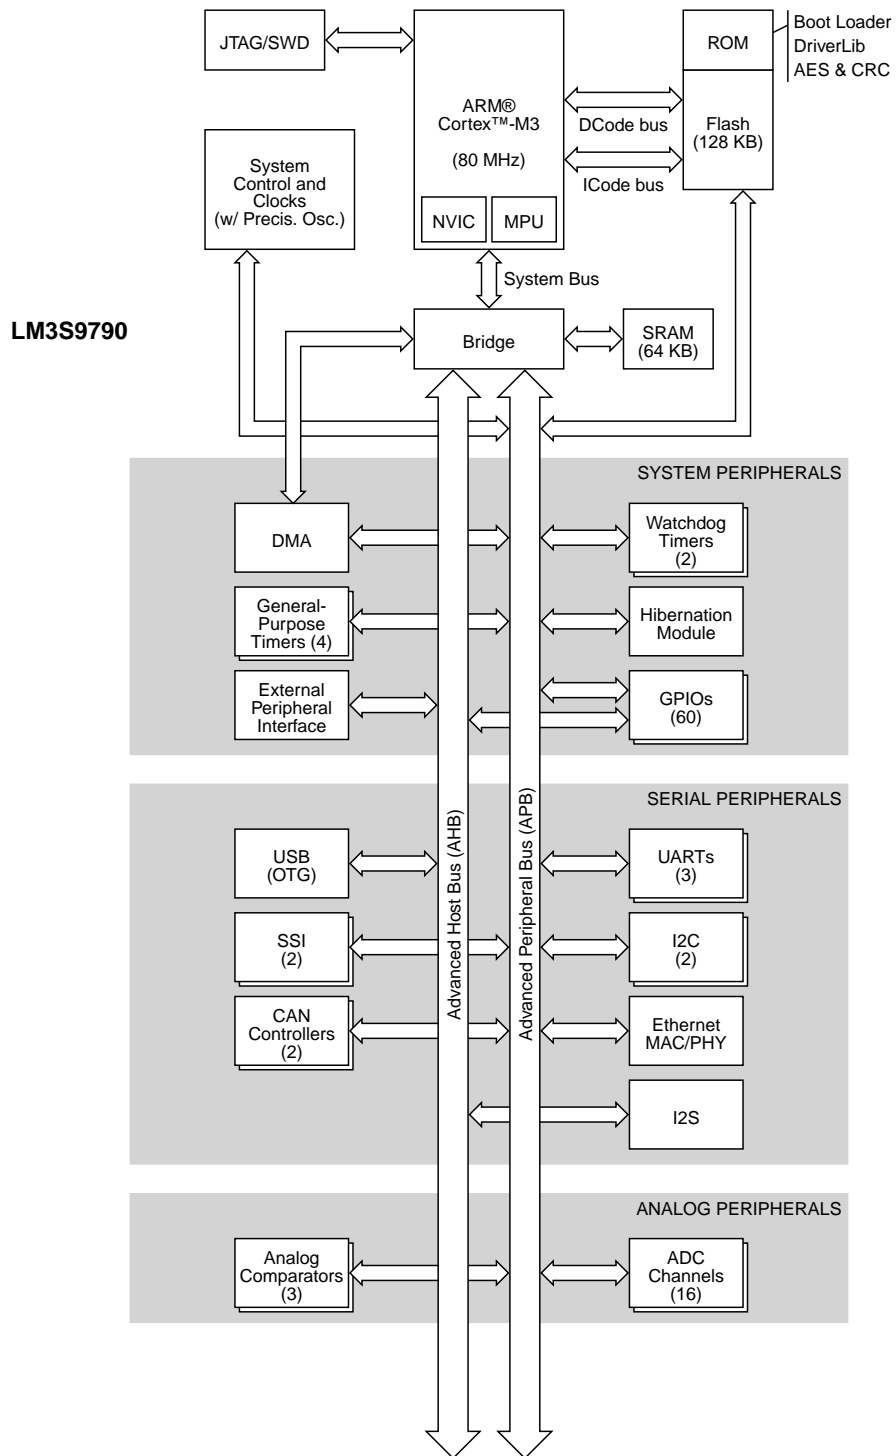 JTAG/SWD
ARM®
Cortex™-M3
(80 MHz)
NVIC
MPU
ROM
Boot Loader
DriverLib
AES & CRC
DCode bus
ICode bus
Flash
(128 KB)
System
Control and
Clocks
(w/ Precis. Osc.)
System Bus
LM3S9790
Bridge
SRAM
(64 KB)
SYSTEM PERIPHERALS
DMA
Watchdog
Timers
(2)
General-
Purpose
Timers (4)
Hibernation
Module
External
Peripheral
Interface
GPIOs
(60)
Advanced Host Bus (AHB)
Advanced Peripheral Bus (APB)
SERIAL PERIPHERALS
USB
(OTG)
UARTs
(3)
SSI
(2)
I2C
(2)
CAN
Controllers
(2)
Ethernet
MAC/PHY
I2S
ANALOG PERIPHERALS
Analog
Comparators
(3)
ADC
Channels
(16)